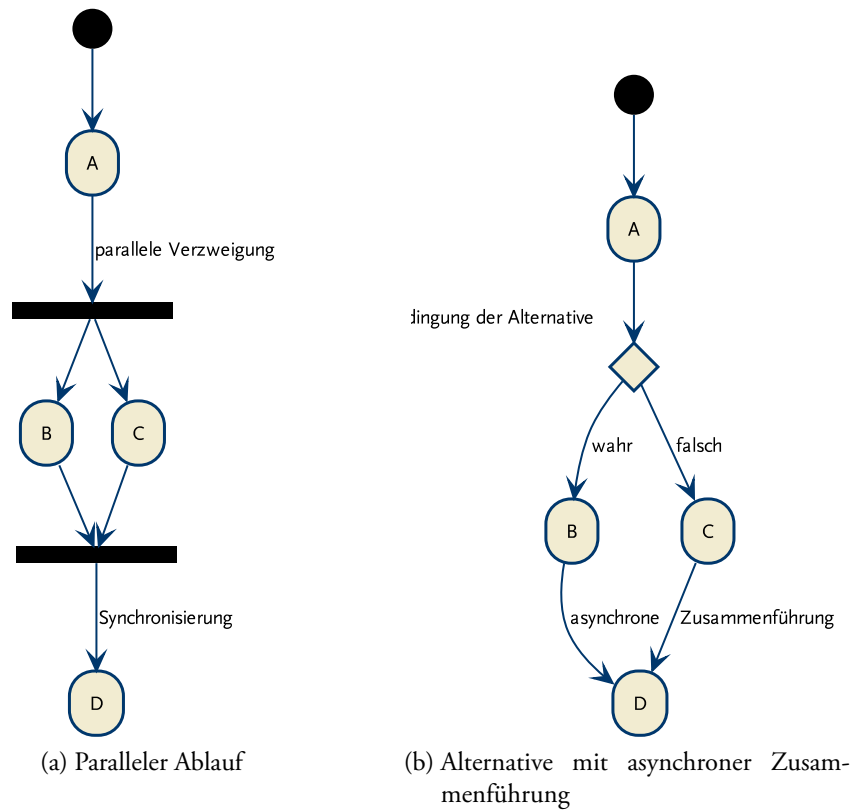 A
parallele Verzweigung
B
C
Synchronisierung
D
(a) Paralleler Ablauf
A
dingung der Alternative
wahr
falsch
B
C
asynchrone
Zusammenführung
D
(b) Alternative mit asynchroner Zusam-
menführung